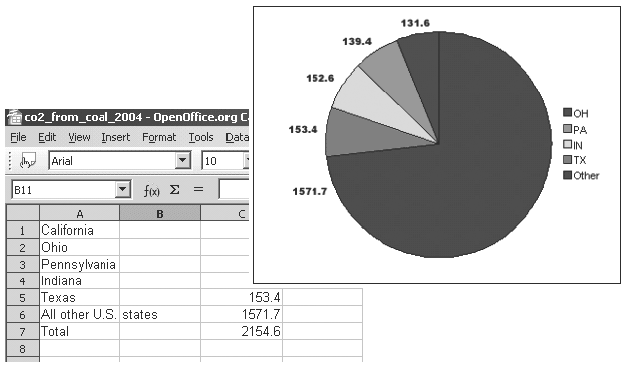 131.6
139.4
152.6
153.4
1571.7
OH
PA
IN
TX
Other
co2_from_coal_2004 - OpenOffice.org Ca
File Edit View Insert Format Tools Data
Arial 10
B11 f(x) Σ =
A B C
1 California
2 Ohio
3 Pennsylvania
4 Indiana
5 Texas 153.4
6 All other U.S. states 1571.7
7 Total 2154.6
8